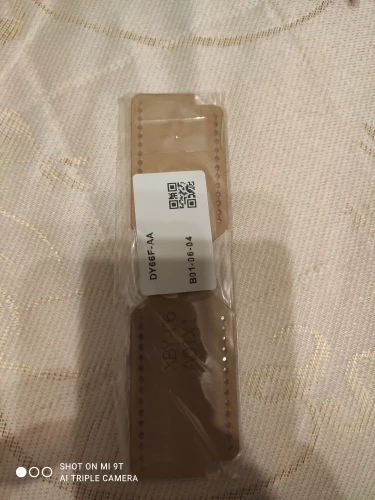 DY66F-AA
B01-06-04
SHOT ON MI 9T
AI TRIPLE CAMERA